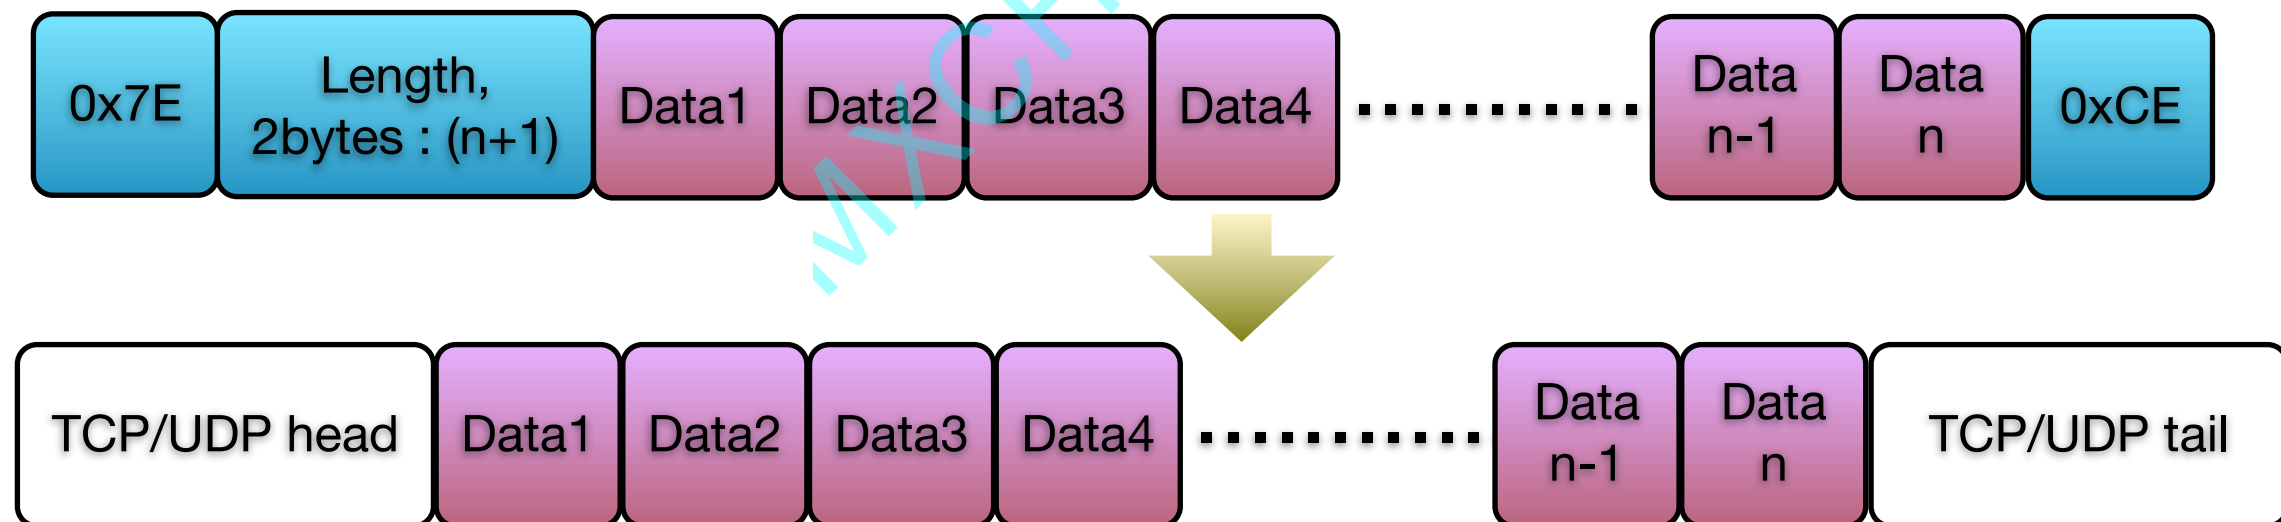 0x7E
Length,
2bytes : (n+1)
Data1
Data2
Data3
Data4
Data
n-1
Data
n
0xCE
TCP/UDP head
Data1
Data2
Data3
Data4
Data
n-1
Data
n
TCP/UDP tail